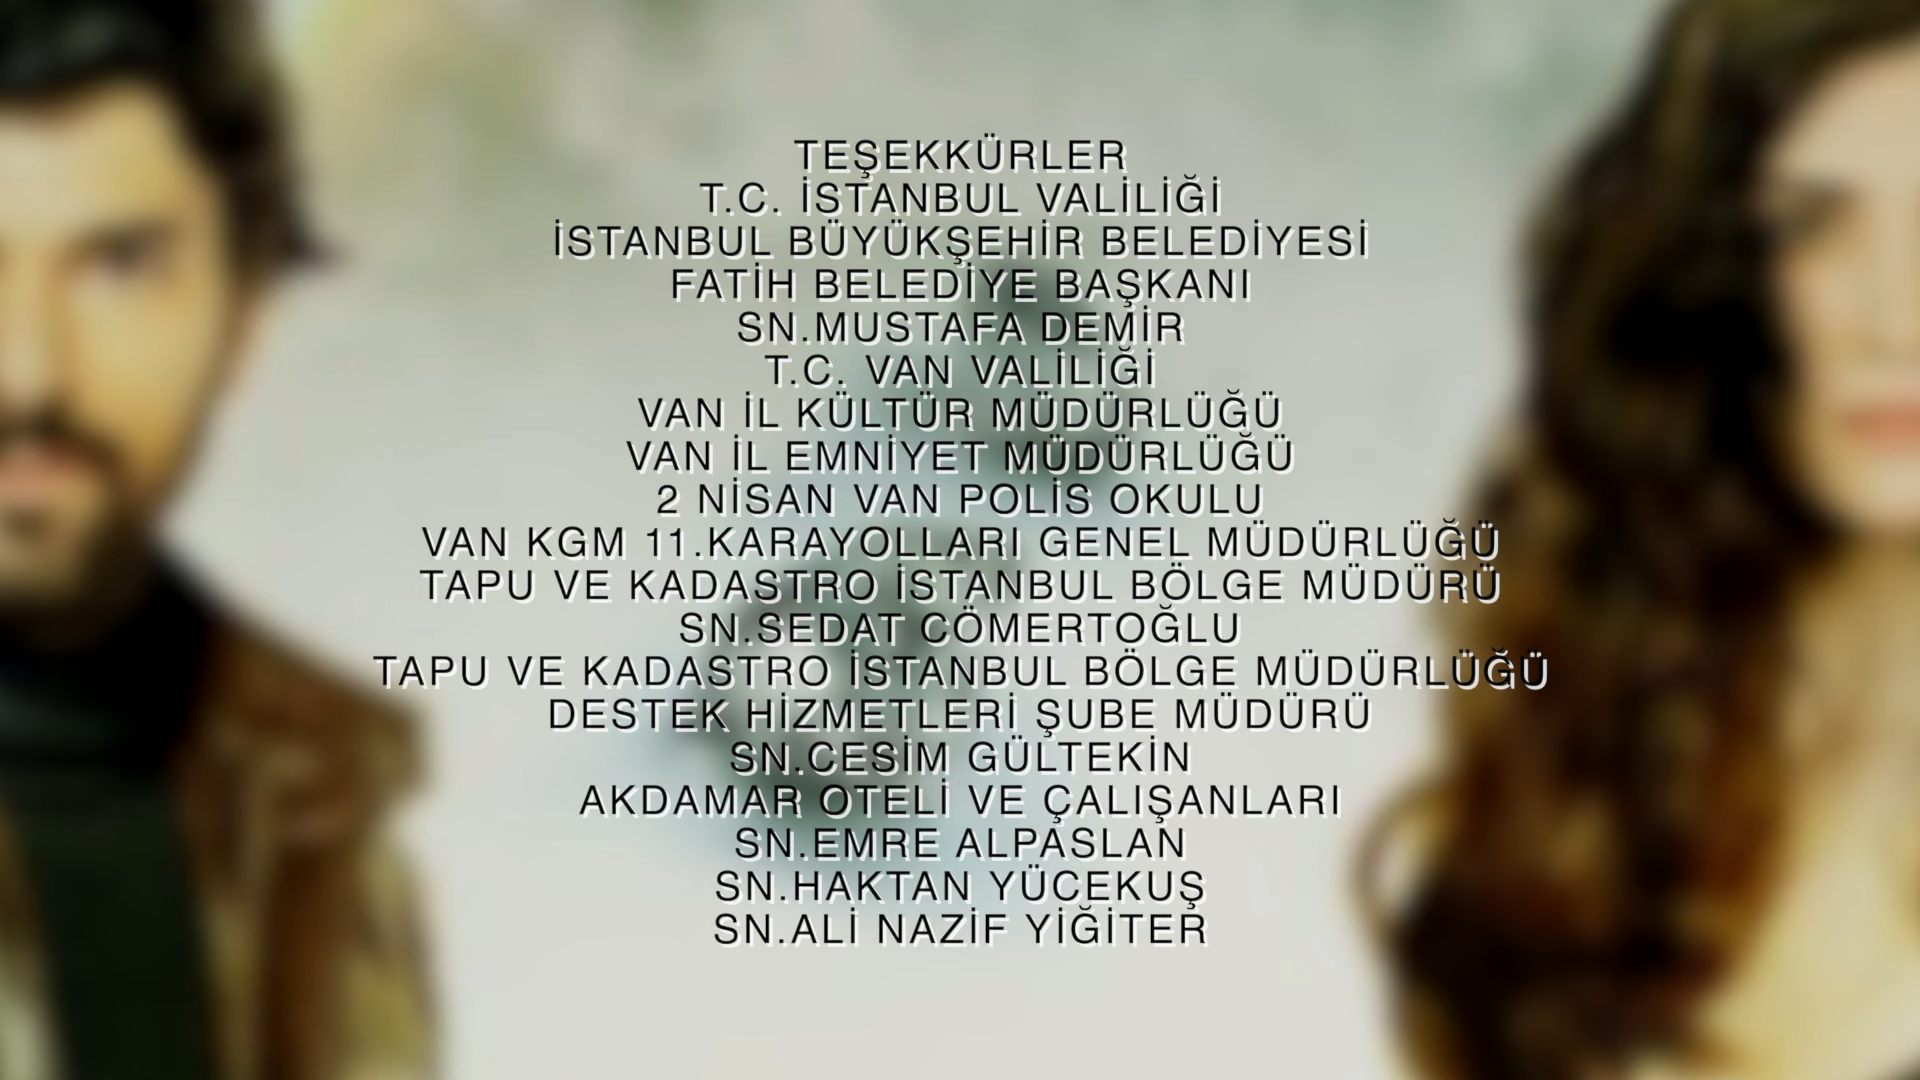 TEŞEKKÜRLER
T.C. İSTANBUL VALİLİĞİ
İSTANBUL BÜYÜKŞEHİR BELEDİYESİ
FATİH BELEDİYE BAŞKANI
SN.MUSTAFA DEMİR
T.C. VAN VALİLİĞİ
VAN İL KÜLTÜR MÜDÜRLÜĞÜ
VAN İL EMNİYET MÜDÜRLÜĞÜ
2 NİSAN VAN POLİS OKULU
VAN KGM 11.KARAYOLLARI GENEL MÜDÜRLÜĞÜ
TAPU VE KADASTRO İSTANBUL BÖLGE MÜDÜRÜ
SN.SEDAT CÖMERTOĞLU
TAPU VE KADASTRO İSTANBUL BÖLGE MÜDÜRLÜĞÜ
DESTEK HİZMETLERİ ŞUBE MÜDÜRÜ
SN.CESİM GÜLTEKİN
AKDAMAR OTELİ VE ÇALIŞANLARI
SN.EMRE ALPASLAN
SN.HAKTAN YÜCEKUŞ
SN.ALİ NAZİF YİĞİTER